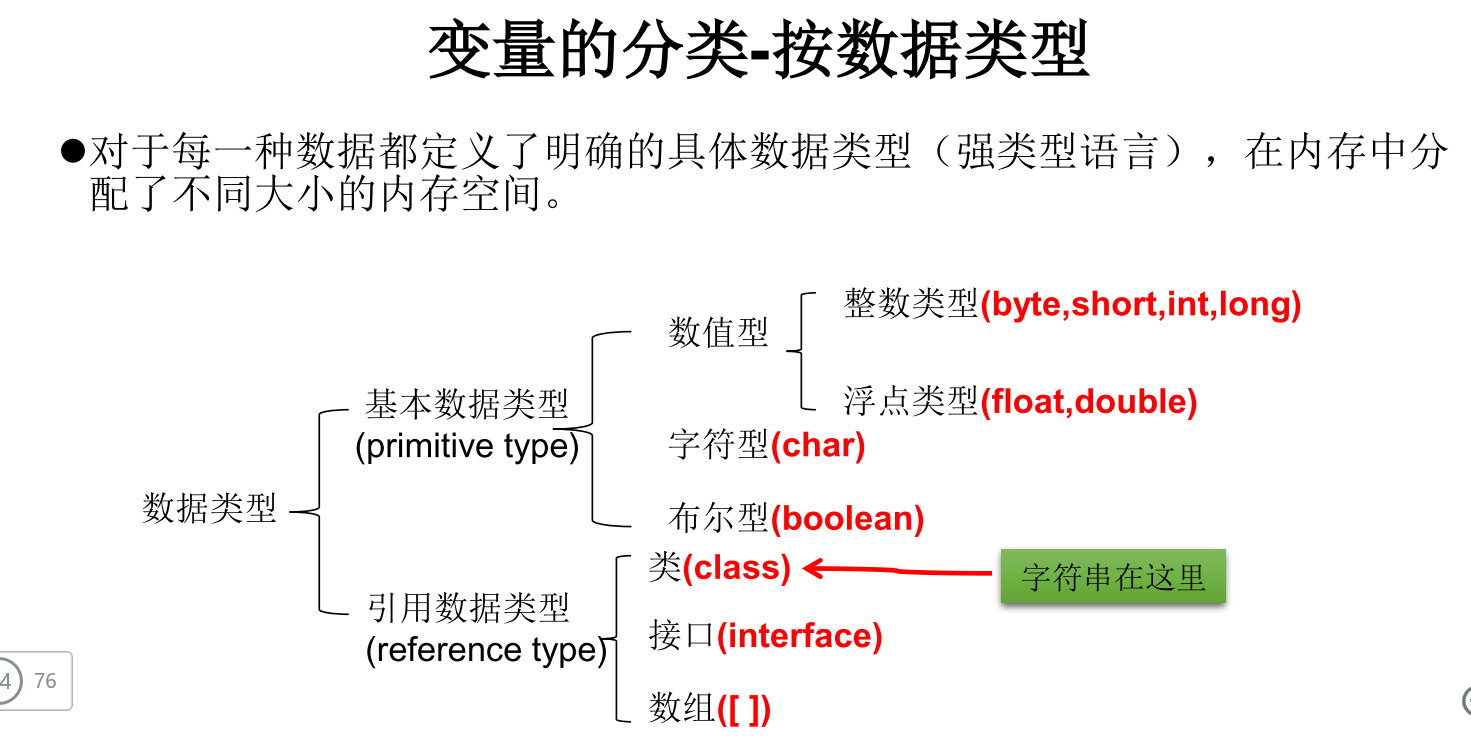 变量的分类-按数据类型
●对于每一种数据都定义了明确的具体数据类型（强类型语言），在内存中分
配了不同大小的内存空间。
整数类型(byte,short,int,long)
数值型
浮点类型(float,double)
基本数据类型
(primitive type)
字符型(char)
数据类型
布尔型(boolean)
类(class)
字符串在这里
引用数据类型
(reference type)
接口(interface)
数组([ ])
4 76